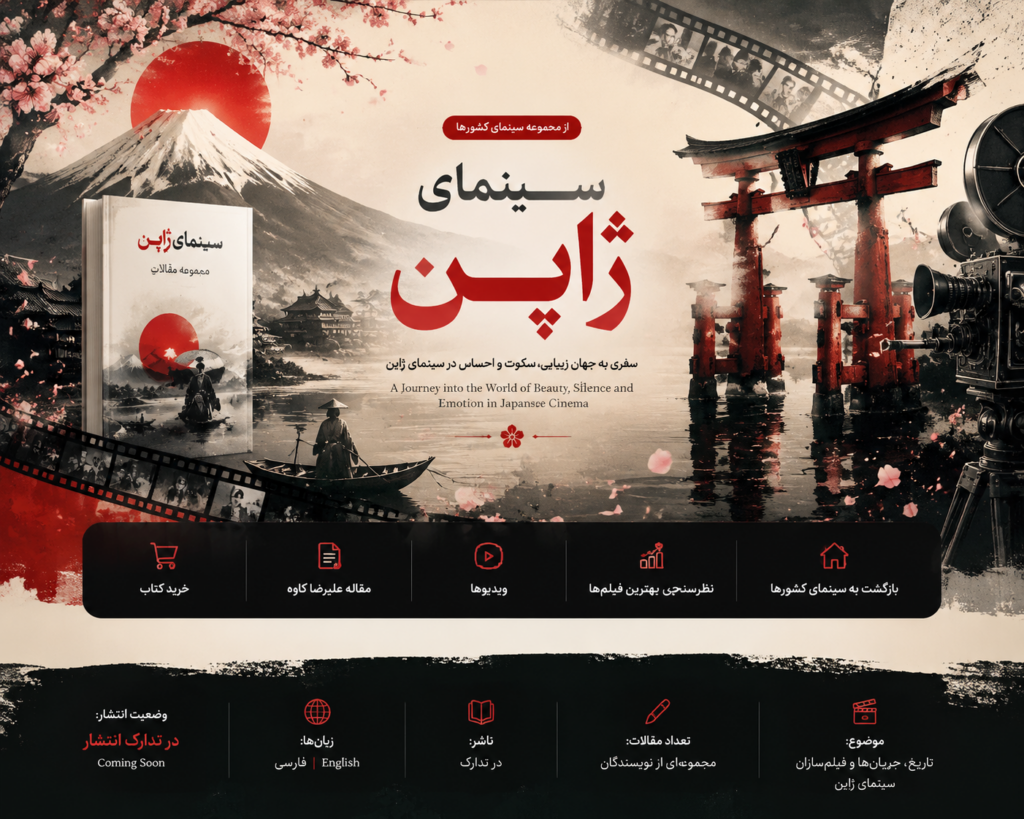 از مجموعه سینمای کشورها
سینمای
ژاپن
سفری به جهان زیبایی، سکوت و احساس در سینمای ژاپن
A Journey into the World of Beauty, Silence and
Emotion in Japansee Cinema
سینمای ژاپن
مجموعه مقالات
بازگشت به سینمای کشورها
نظرسنجی بهترین فیلم‌ها
ویدیوها
مقاله علیرضا کاوه
خرید کتاب
موضوع:
تاریخ، جریان‌ها و فیلم‌سازان
سینمای ژاپن
تعداد مقالات:
مجموعه‌ای از نویسندگان
ناشر:
در تدارک
زبان‌ها:
فارسی | English
وضعیت انتشار:
در تدارک انتشار
Coming Soon